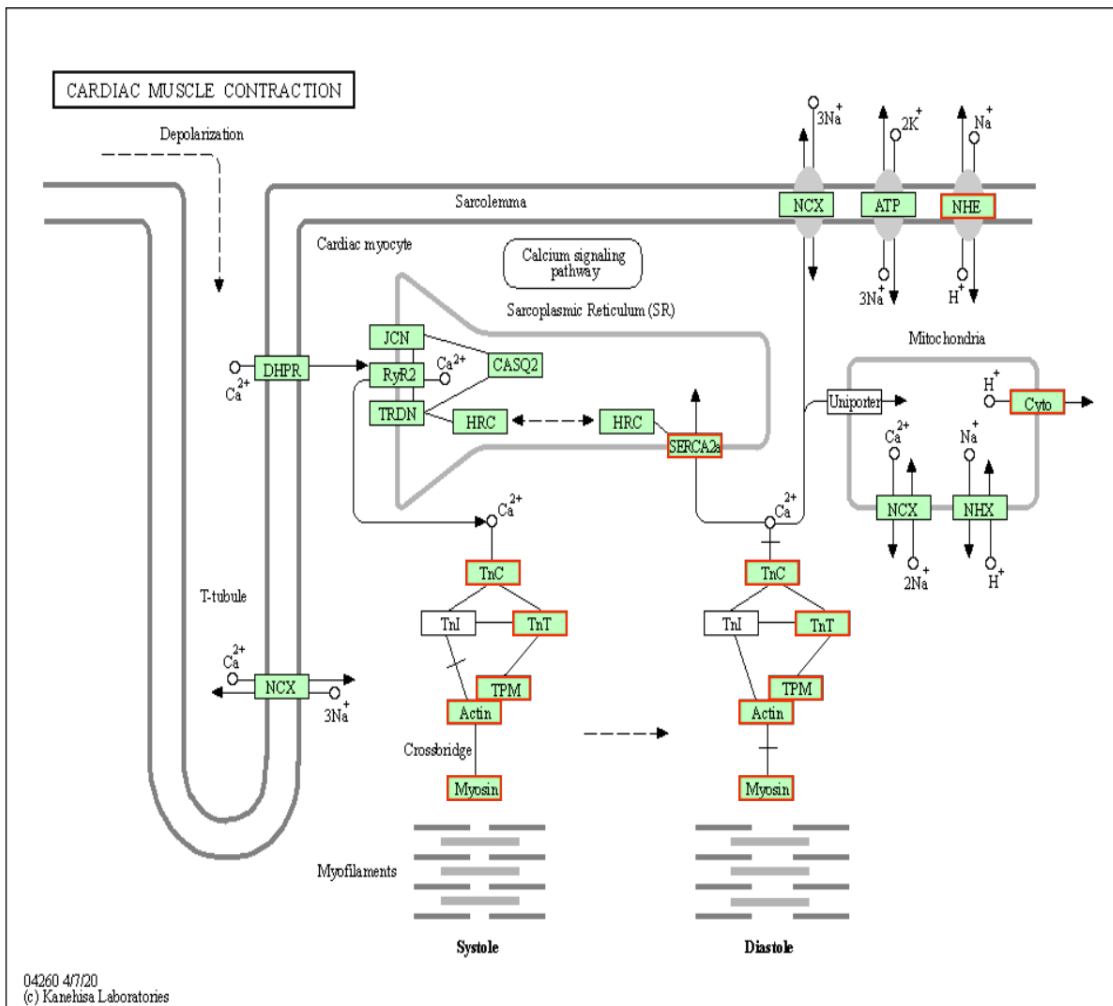 CARDIAC MUSCLE CONTRACTION
Depolarization
3Na+
2K+
Na+
Sarcolemma
NCX
ATP
NHE
Cardiac myocyte
Calcium signaling
pathway
3Na+
H+
Sarcoplasmic Reticulum (SR)
Mitochondria
JCN
DHPR
Ca2+
RyR2
Ca2+
CASQ2
TRDN
HRC
HRC
SERCA2a
Uniporter
H+
Cyto
Ca2+
Na+
NCX
NHX
2Na+
H+
Ca2+
Ca2+
TnC
TnC
T-tubule
TnI
TnT
TnI
TnT
Ca2+
NCX
3Na+
TPM
Actin
TPM
Actin
Crossbridge
Myosin
Myosin
Myofilaments
Systole
Diastole
04260 4/7/20
(c) Kanehisa Laboratories